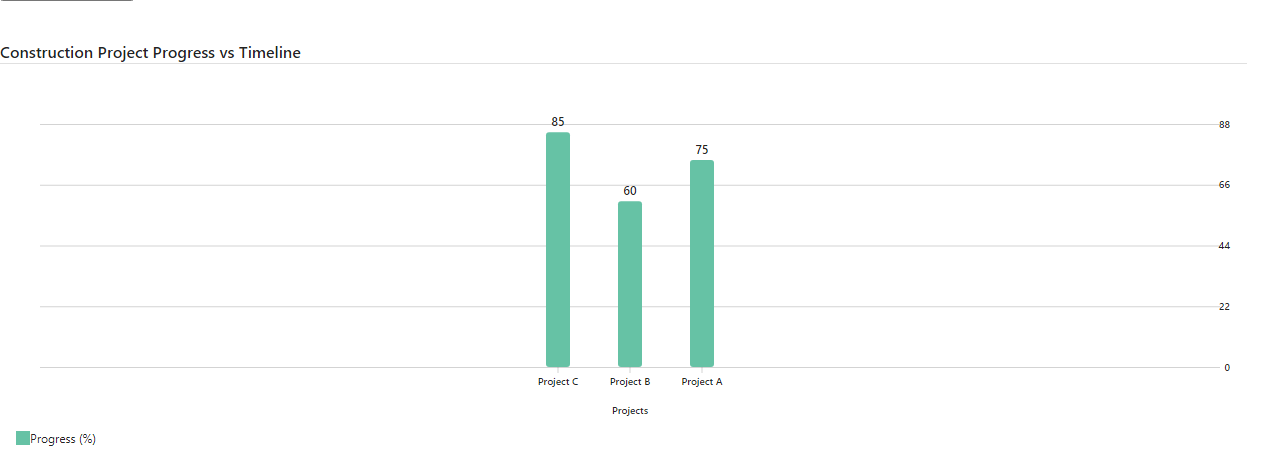 Construction Project Progress vs Timeline
85
88
75
66
60
44
22
0
Project C Project B Project A
Projects
Progress (%)